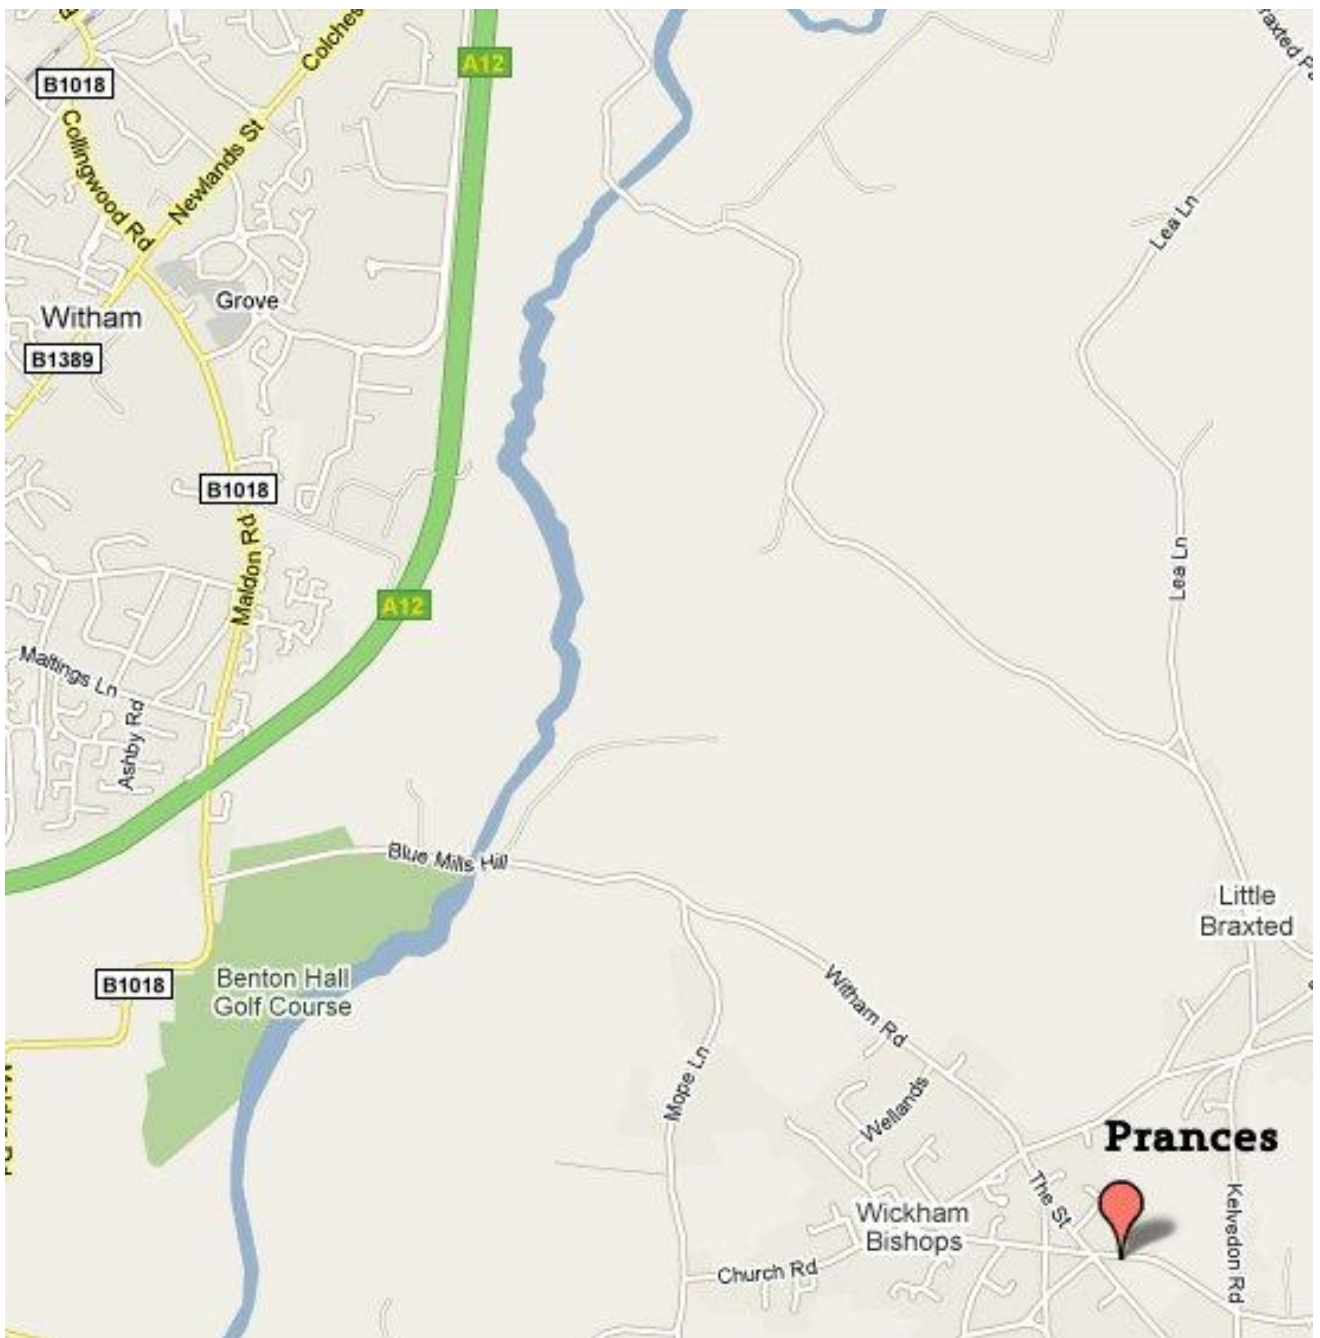 A12
Colches
B1018
Collingwood Rd
Newlands St
Lea Ln
Witham
Grove
B1389
B1018
Maldon Rd
Lea Ln
A12
Maltings Ln
Ashby Rd
Blue Mills Hill
Little
Braxted
B1018
Benton Hall
Golf Course
Witham Rd
Mope Ln
Wellands
Prances
The St
Wickham
Bishops
Kelvedon Rd
Church Rd